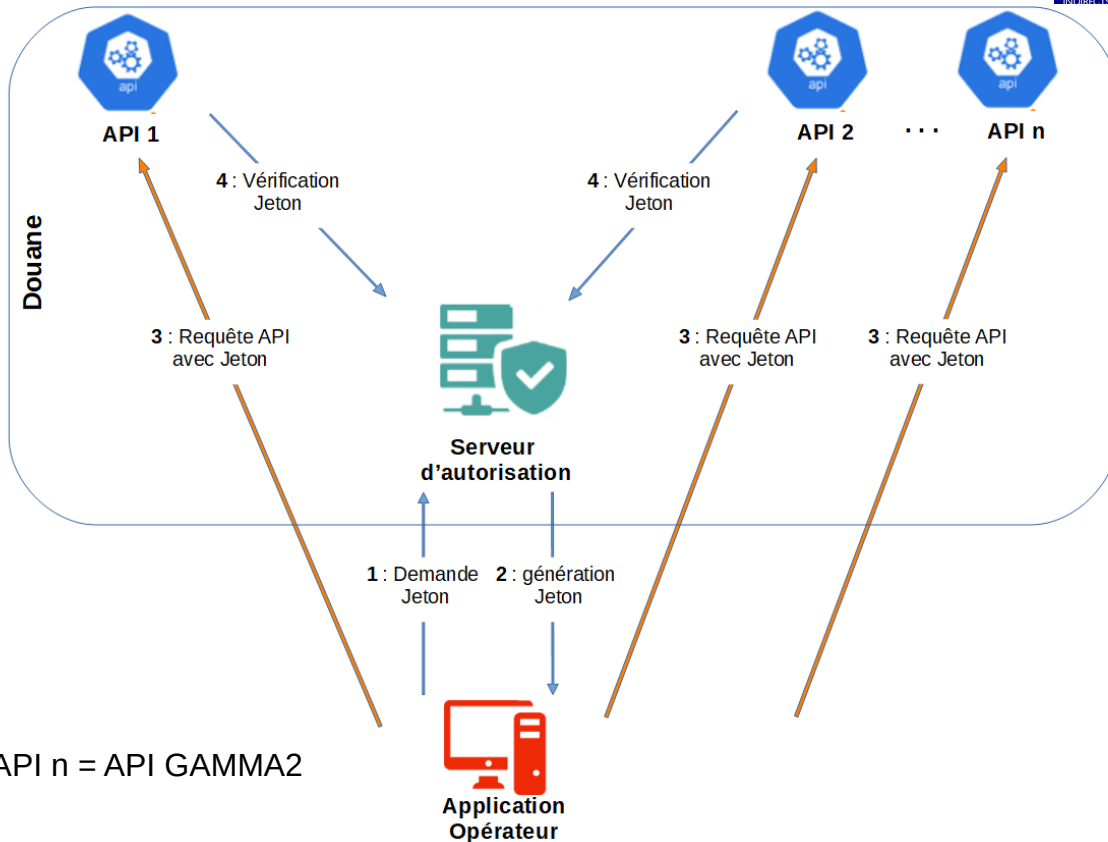 INDIRECTS
api
api
api
API 1
API 2
. . .
API n
4 : Vérification
Jeton
4 : Vérification
Jeton
Douane
3 : Requête API
avec Jeton
3 : Requête API
avec Jeton
3 : Requête API
avec Jeton
Serveur
d’autorisation
1 : Demande
Jeton
2 : génération
Jeton
API n = API GAMMA2
Application
Opérateur